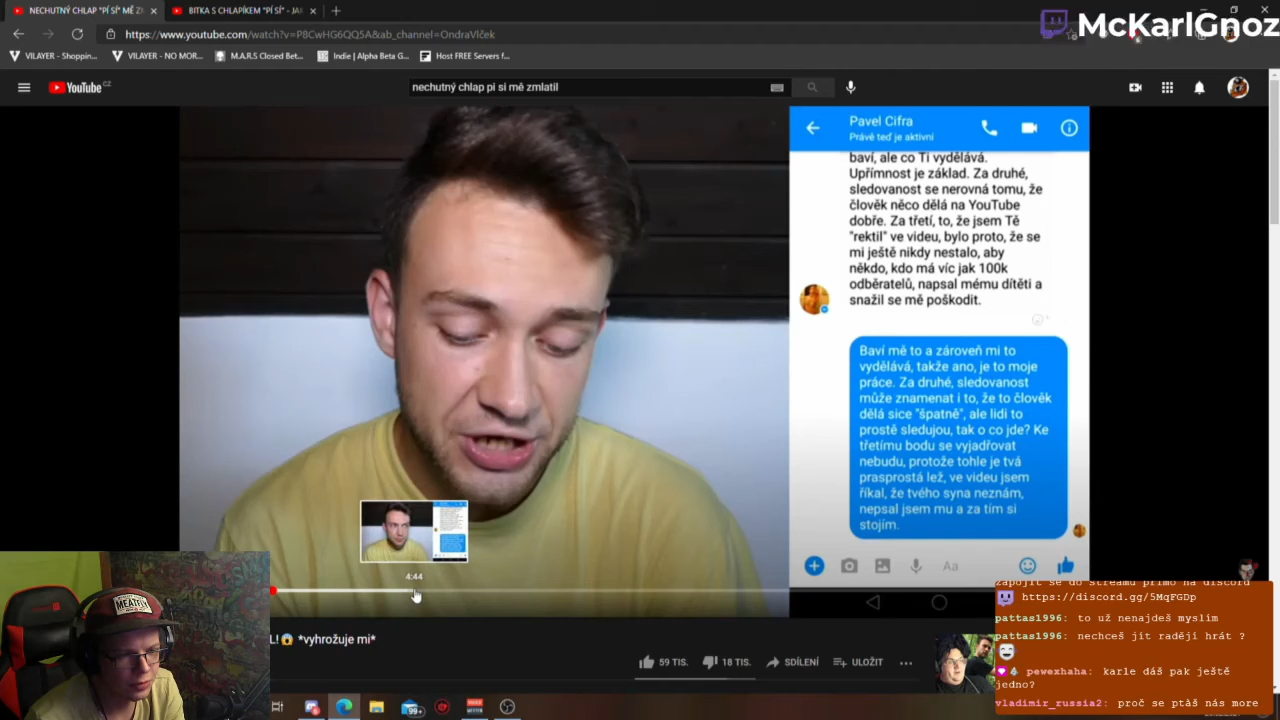 NECHUTNÝ CHLAP "PÍ SÍ" MĚ Z
BITKA S CHLAPÍKEM "PÍ SÍ" - JAK
McKarlGnoz
https://www.youtube.com/watch?v=P8CwHG6QQ5A&ab_channel=OndraVlček
VILAYER - Shoppin...
VILAYER - NO MOR...
M.A.R.S Closed Bet...
Indie | Alpha Beta G...
Host FREE Servers f...
YouTube CZ
nechutný chlap pi si mě zmlatil
Pavel Cifra
Právě teď je aktivní
baví, ale co Ti vydělává.
Upřímnost je základ. Za druhé,
sledovanost se nerovná tomu, že
člověk něco dělá na YouTube
dobře. Za třetí, to, že jsem Tě
"rektil" ve videu, bylo proto, že se
mi ještě nikdy nestalo, aby
někdo, kdo má víc jak 100k
odběratelů, napsal mému dítěti a
snažil se mě poškodit.
Baví mě to a zároveň mi to
vydělává, takže ano, je to moje
práce. Za druhé, sledovanost
může znamenat i to, že to člověk
dělá sice "špatně", ale lidi to
prostě sledujou, tak o co jde? Ke
třetímu bodu se vyjadřovat
nebudu, protože tohle je tvá
prasprostá lež, ve videu jsem
říkal, že tvého syna neznám,
nepsal jsem mu a za tím si
stojím.
Aa
4:44
L!😱 *vyhrožuje mi*
59 TIS.
18 TIS.
SDÍLENÍ
ULOŽIT
zapojit se do streamu přímo na discord
https://discord.gg/5MqFGDp
pattas1996: to už nenajdeš myslím
pattas1996: nechceš jít raději hrát ?
pewexhaha: karle dáš pak ještě
jedno?
vladimir_russia2: proč se ptáš nás more
99+